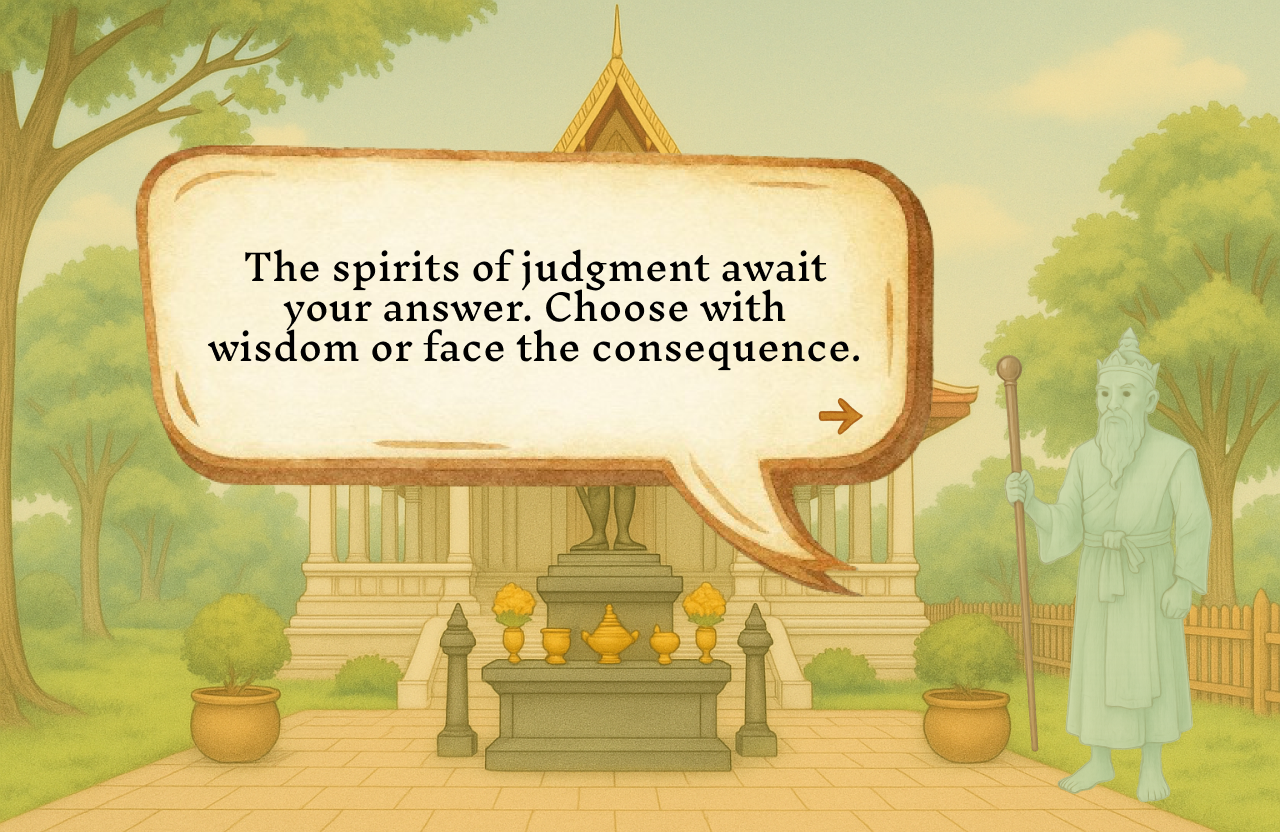 The spirits of judgment await
your answer. Choose with
wisdom or face the consequence.